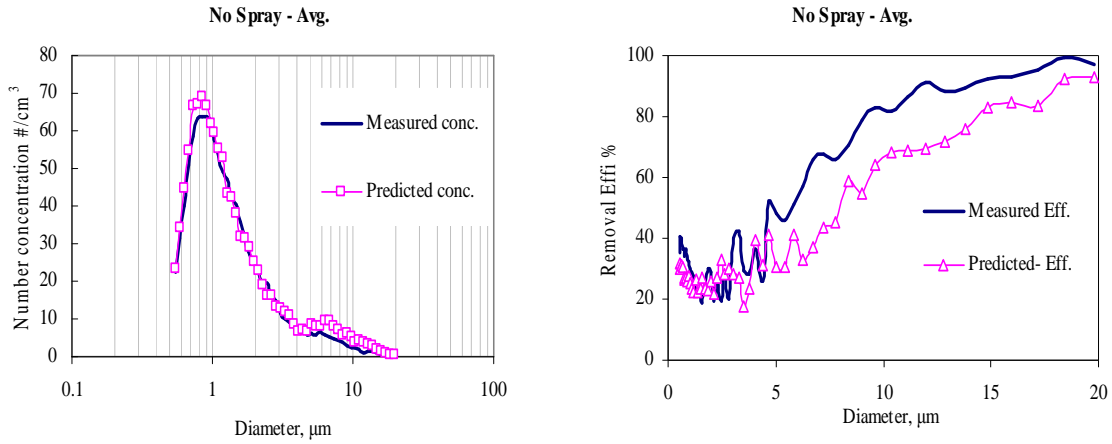 No Spray - Avg.
Number concentration #/cm³
80
70
60
50
40
30
20
10
0
0.1
1
10
100
Diameter, μm
Measured conc.
Predicted conc.
No Spray - Avg.
Removal Effi %
100
80
60
40
20
0
0
5
10
15
20
Diameter, μm
Measured Eff.
Predicted- Eff.